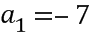 a₁ =– 7